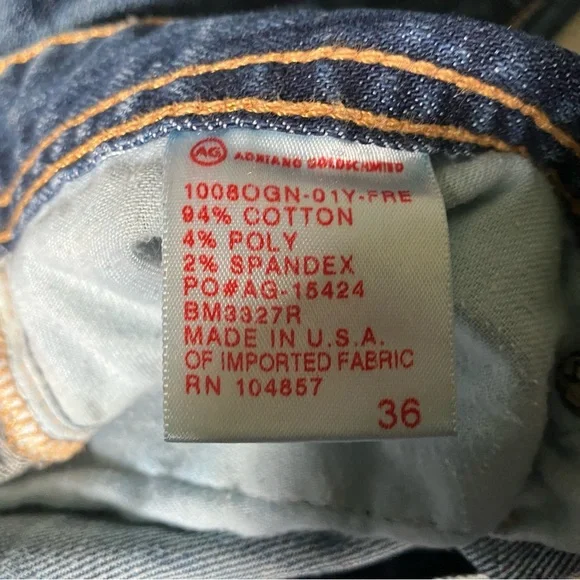 AG ADRIANO GOLDSCHMIED
1008OGN-01Y-FRE
94% COTTON
4% POLY
2% SPANDEX
PO#AG-15424
BM3327R
MADE IN U.S.A.
OF IMPORTED FABRIC
RN 104857
36